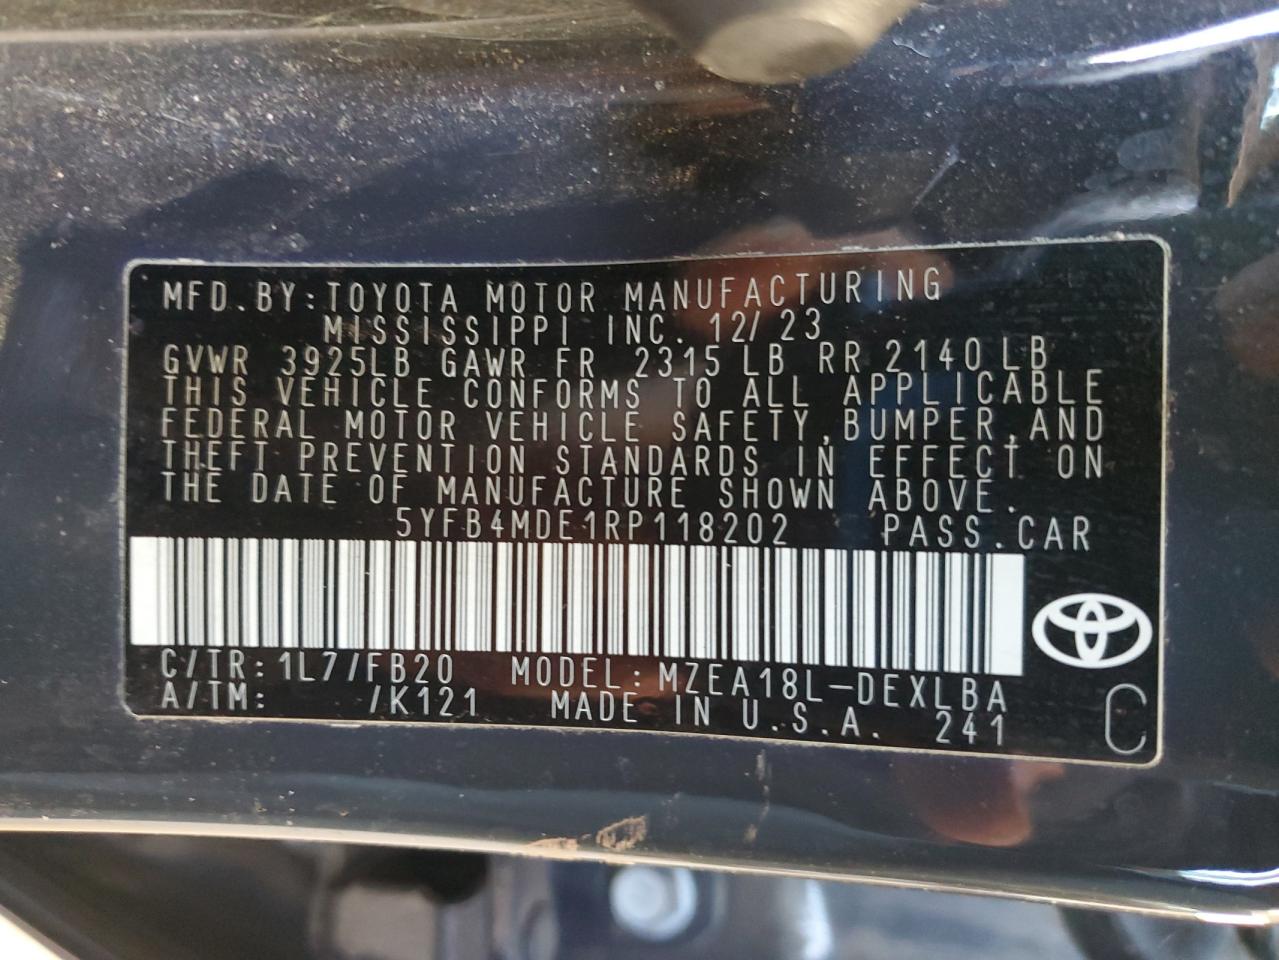 MFD.BY:TOYOTA MOTOR MANUFACTURING
MISSISSIPPI INC. 12/23
GVWR 3925LB GAWR FR 2315 LB RR 2140 LB
THIS VEHICLE CONFORMS TO ALL APPLICABLE
FEDERAL MOTOR VEHICLE SAFETY,BUMPER,AND
THEFT PREVENTION STANDARDS IN EFFECT ON
THE DATE OF MANUFACTURE SHOWN ABOVE.
5YFB4MDE1RP118202 PASS.CAR
C/TR:1L7/FB20 MODEL:MZEA18L-DEXLBA
A/TM: /K121 MADE IN U.S.A. 241
C